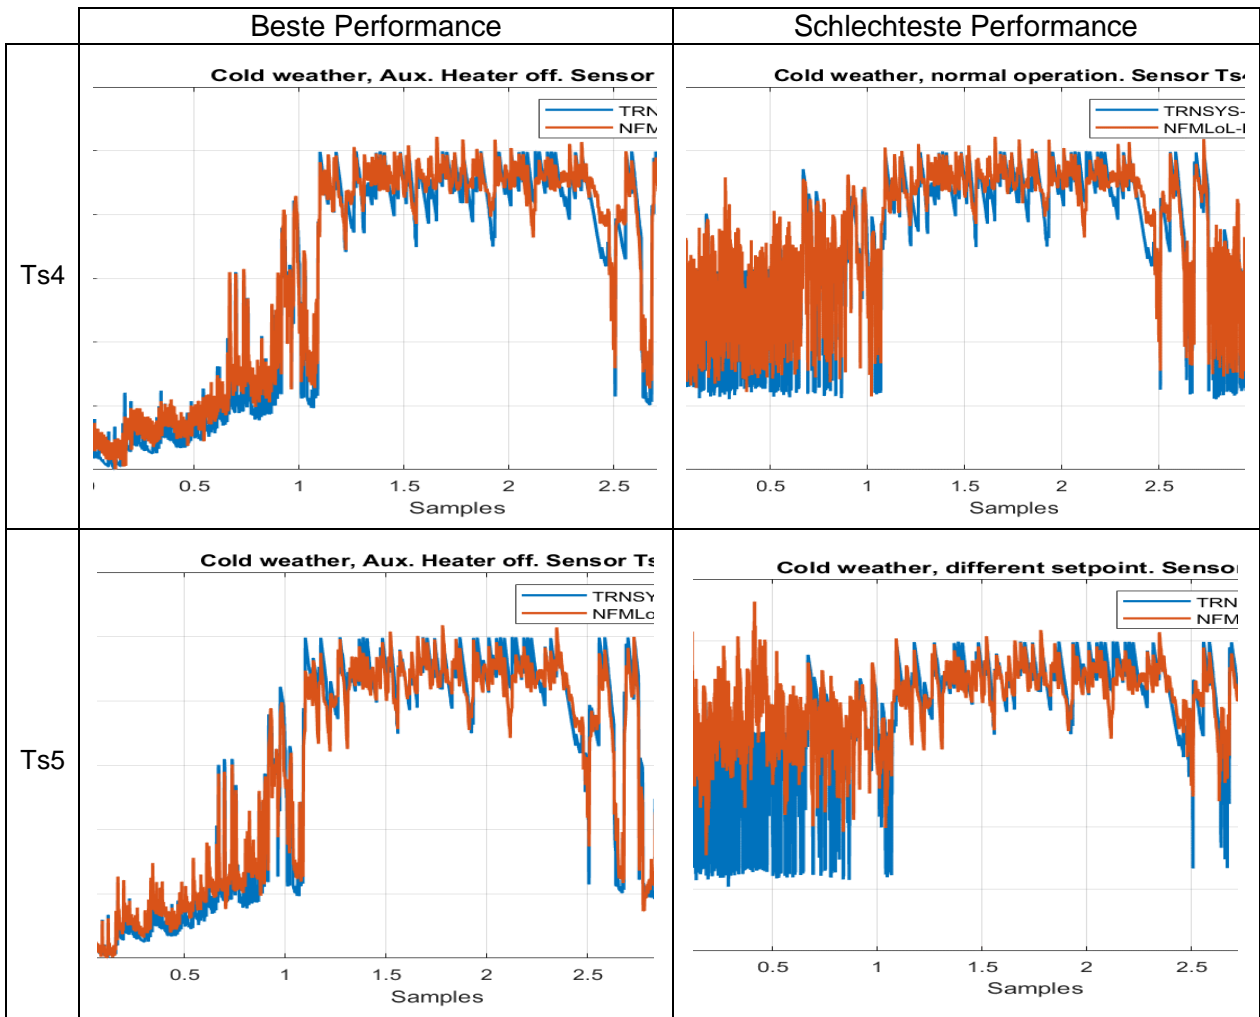 Beste Performance
Schlechteste Performance
Ts4
Cold weather, Aux. Heater off. Sensor
TRN
NFM
0.5
1
1.5
2
2.5
Samples
Cold weather, normal operation. Sensor Ts4
TRNSYS-
NFMLoL-
0.5
1
1.5
2
2.5
Samples
Ts5
Cold weather, Aux. Heater off. Sensor Ts
TRNSY
NFMLo
0.5
1
1.5
2
2.5
Samples
Cold weather, different setpoint. Senso
TRN
NFM
0.5
1
1.5
2
2.5
Samples